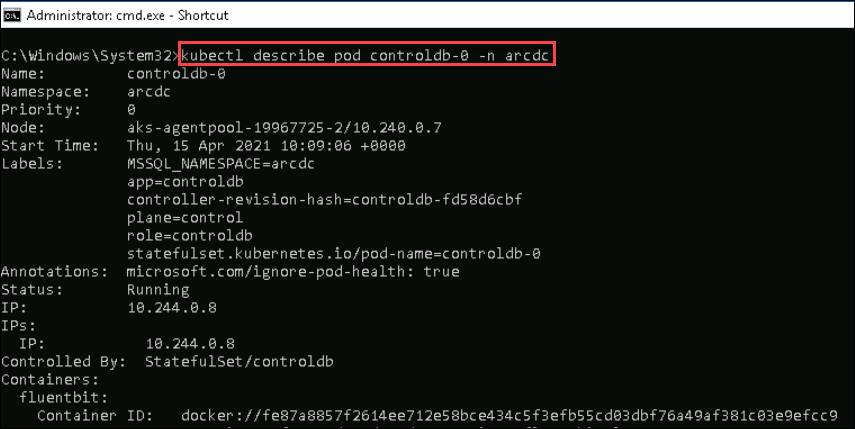 Administrator: cmd.exe - Shortcut
C:\Windows\System32>kubectl describe pod controldb-0 -n arcdc
Name:         controldb-0
Namespace:    arcdc
Priority:     0
Node:         aks-agentpool-19967725-2/10.240.0.7
Start Time:   Thu, 15 Apr 2021 10:09:06 +0000
Labels:       MSSQL_NAMESPACE=arcdc
              app=controldb
              controller-revision-hash=controldb-fd58d6cbf
              plane=control
              role=controldb
              statefulset.kubernetes.io/pod-name=controldb-0
Annotations:  microsoft.com/ignore-pod-health: true
Status:       Running
IP:           10.244.0.8
IPs:
  IP:           10.244.0.8
Controlled By:  StatefulSet/controldb
Containers:
  fluentbit:
    Container ID:   docker://fe87a8857f2614ee712e58bce434c5f3efb55cd03dbf76a49af381c03e9efcc9